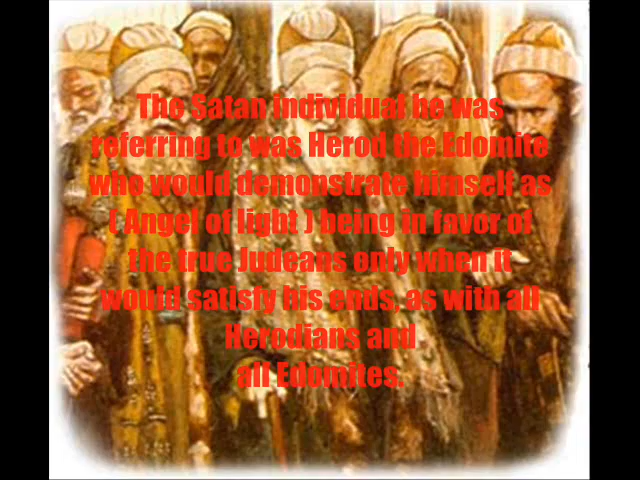 The Satan individual he was
referring to was Herod the Edomite
who would demonstrate himself as
( Angel of light ) being in favor of
the true Judeans only when it
would satisfy his ends, as with all
Herodians and
all Edomites.